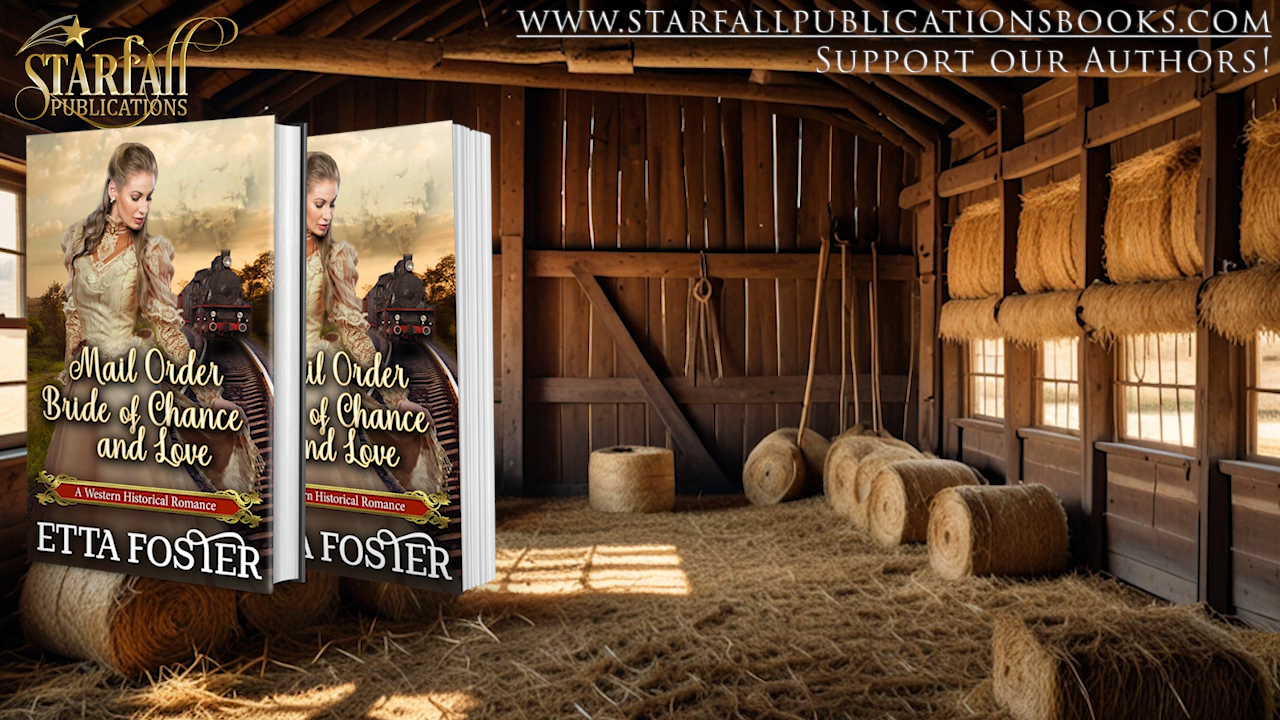 STARfall
PUBLICATIONS
WWW.STARFALLPUBLICATIONSBOOKS.COM
SUPPORT OUR AUTHORS!
Mail Order
Bride of Chance
and Love
A Western Historical Romance
ETTA FOSTER
il Order
of Chance
nd Love
rn Historical Romance
A FOSTER